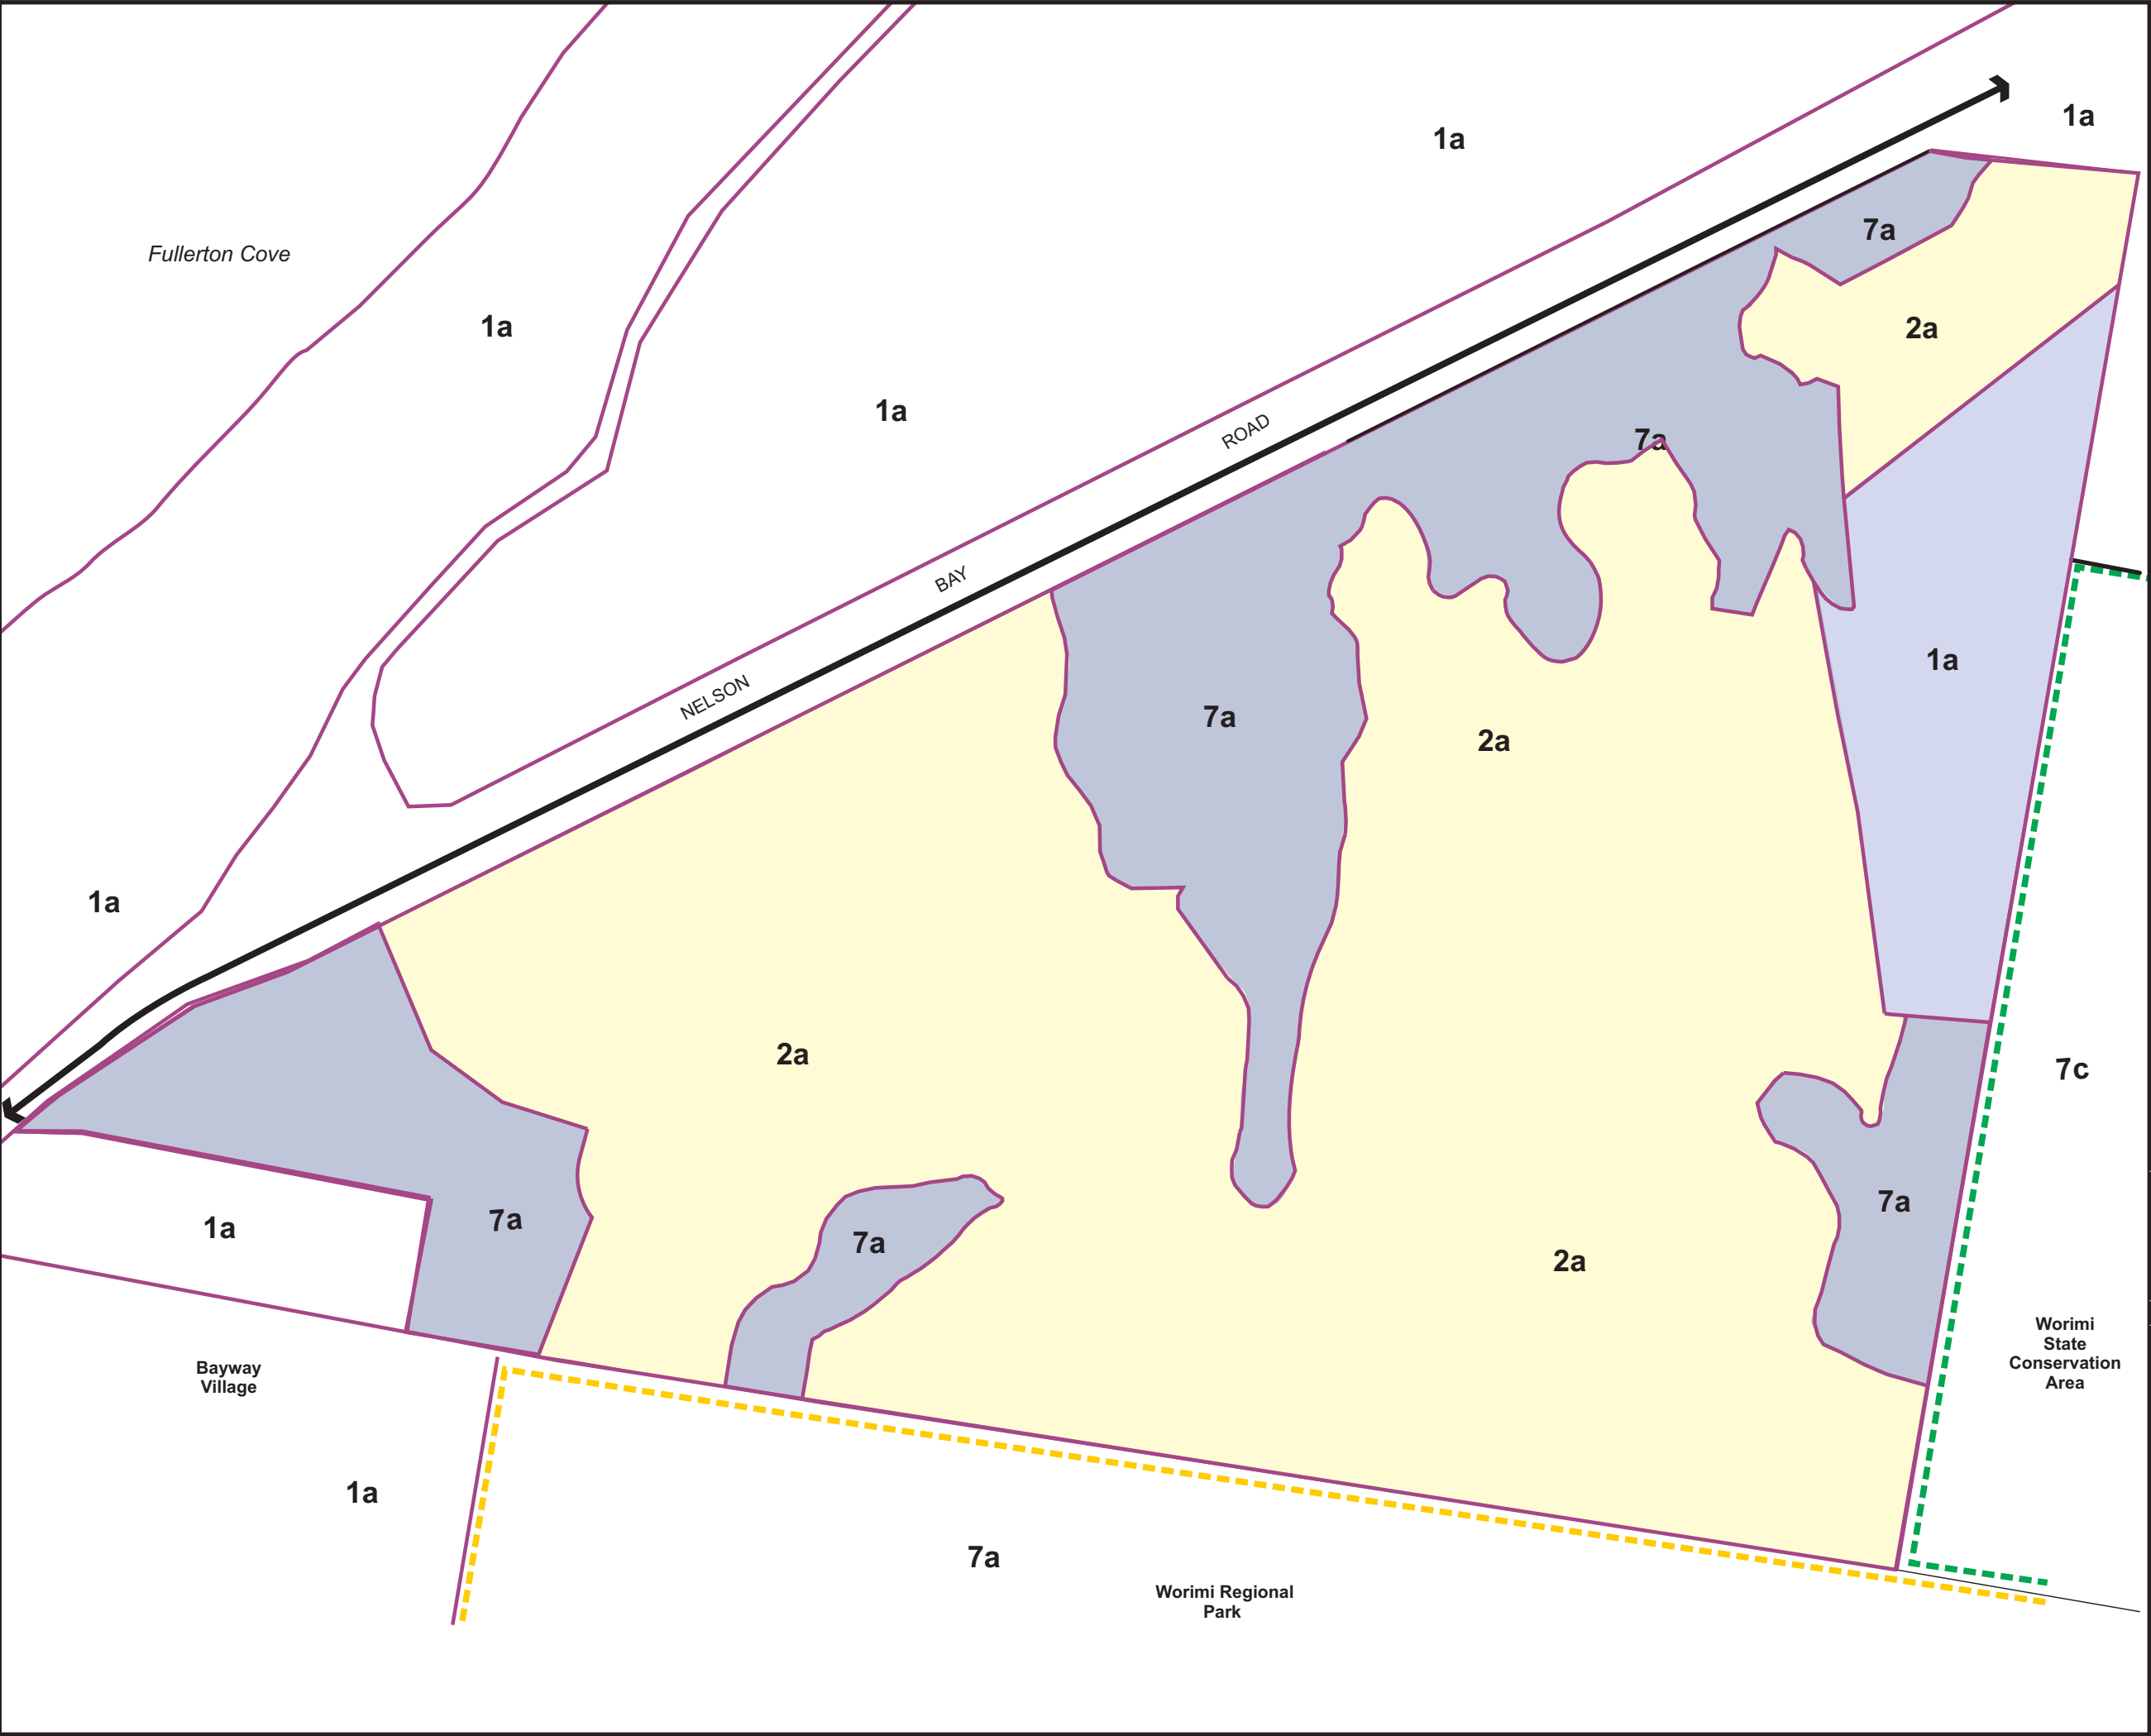 1a
1a
7a
Fullerton Cove
1a
2a
1a
ROAD
7a
BAY
1a
NELSON
7a
2a
1a
2a
7c
7a
1a
7a
7a
2a
Worimi
State
Conservation
Area
Bayway
Village
1a
7a
Worimi Regional
Park